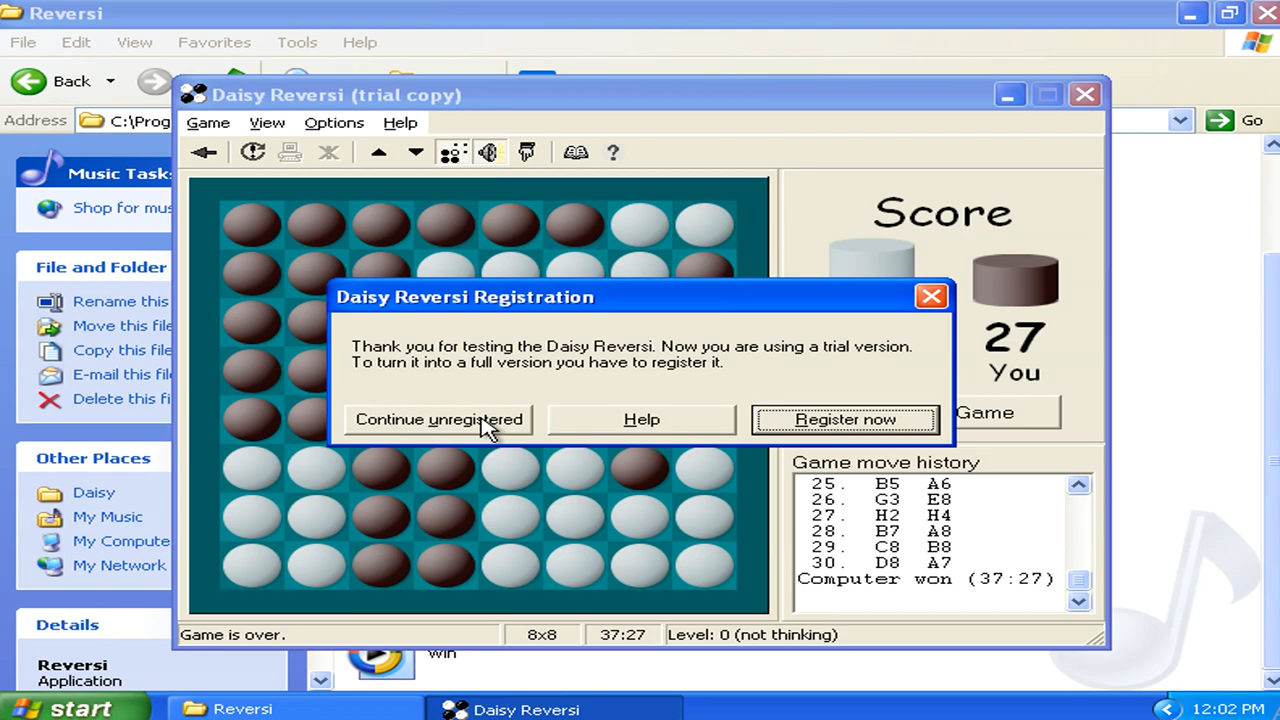 Reversi
File Edit View Favorites Tools Help
Back
Address C:\Prog
Go
Music Task
Shop for mus
File and Folder
Rename this
Move this file
Copy this file
E-mail this fil
Delete this fi
Other Places
Daisy
My Music
My Compute
My Network
Details
Reversi
Application
Daisy Reversi (trial copy)
Game View Options Help
Score
27
You
Game
Daisy Reversi Registration
Thank you for testing the Daisy Reversi. Now you are using a trial version.
To turn it into a full version you have to register it.
Continue unregistered Help Register now
Game move history
25. B5 A6
26. G3 E8
27. H2 H4
28. B7 A8
29. C8 B8
30. D8 A7
Computer won (37:27)
Game is over. 8x8 37:27 Level: 0 (not thinking)
win
start Reversi Daisy Reversi 12:02 PM